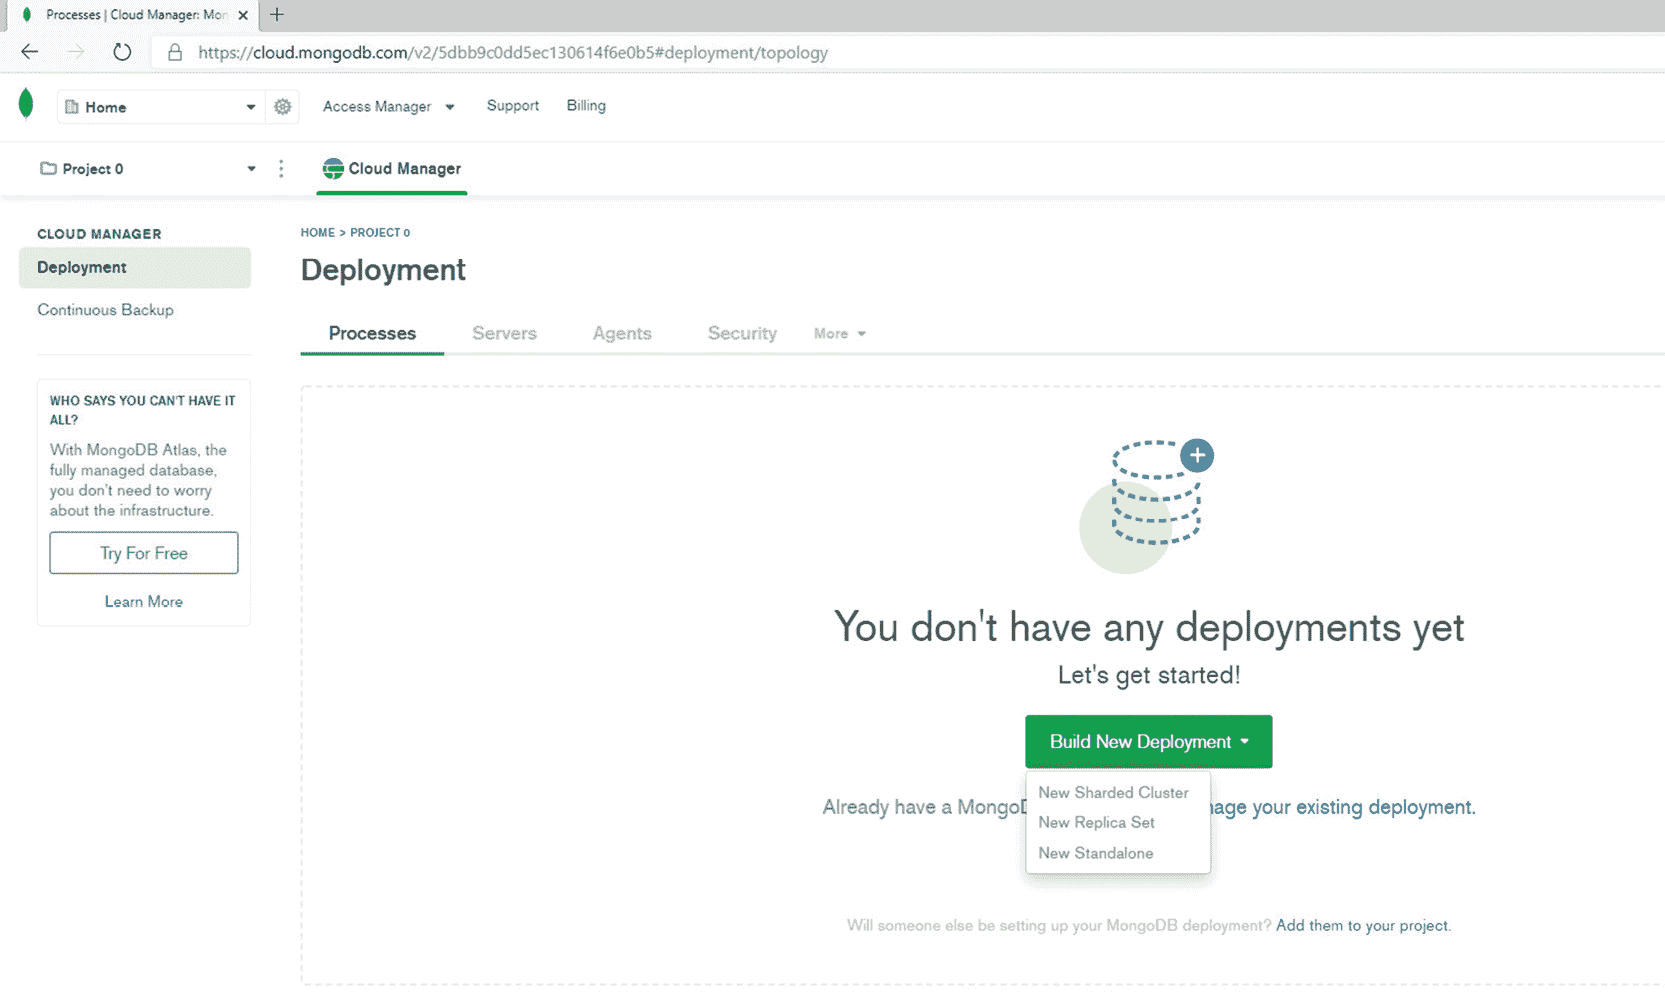 Processes | Cloud Manager: Mon
https://cloud.mongodb.com/v2/5dbb9c0dd5ec130614f6e0b5#deployment/topology
Home
Access Manager
Support
Billing
Project 0
Cloud Manager
CLOUD MANAGER
Deployment
Continuous Backup
WHO SAYS YOU CAN'T HAVE IT
ALL?
With MongoDB Atlas, the
fully managed database,
you don't need to worry
about the infrastructure.
Try For Free
Learn More
HOME > PROJECT 0
Deployment
Processes
Servers
Agents
Security
More
You don't have any deployments yet
Let's get started!
Build New Deployment
New Sharded Cluster
New Replica Set
New Standalone
Already have a MongoD nage your existing deployment.
Will someone else be setting up your MongoDB deployment? Add them to your project.